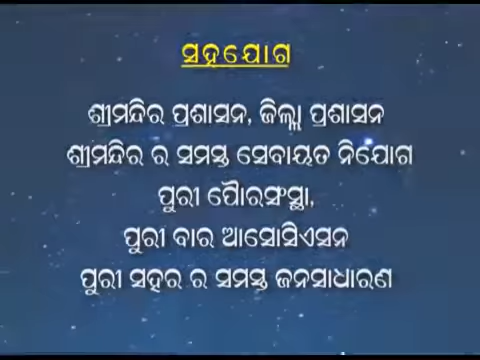 ସହଯୋଗ
ଶ୍ରୀମନ୍ଦିର ପ୍ରଶାସନ, ଜିଲ୍ଲା ପ୍ରଶାସନ
ଶ୍ରୀମନ୍ଦିର ର ସମସ୍ତ ସେବାୟତ ନିଯୋଗ
ପୁରୀ ପୌରସଂସ୍ଥା,
ପୁରୀ ବାର ଆସୋସିଏସନ
ପୁରୀ ସହର ର ସମସ୍ତ ଜନସାଧାରଣ